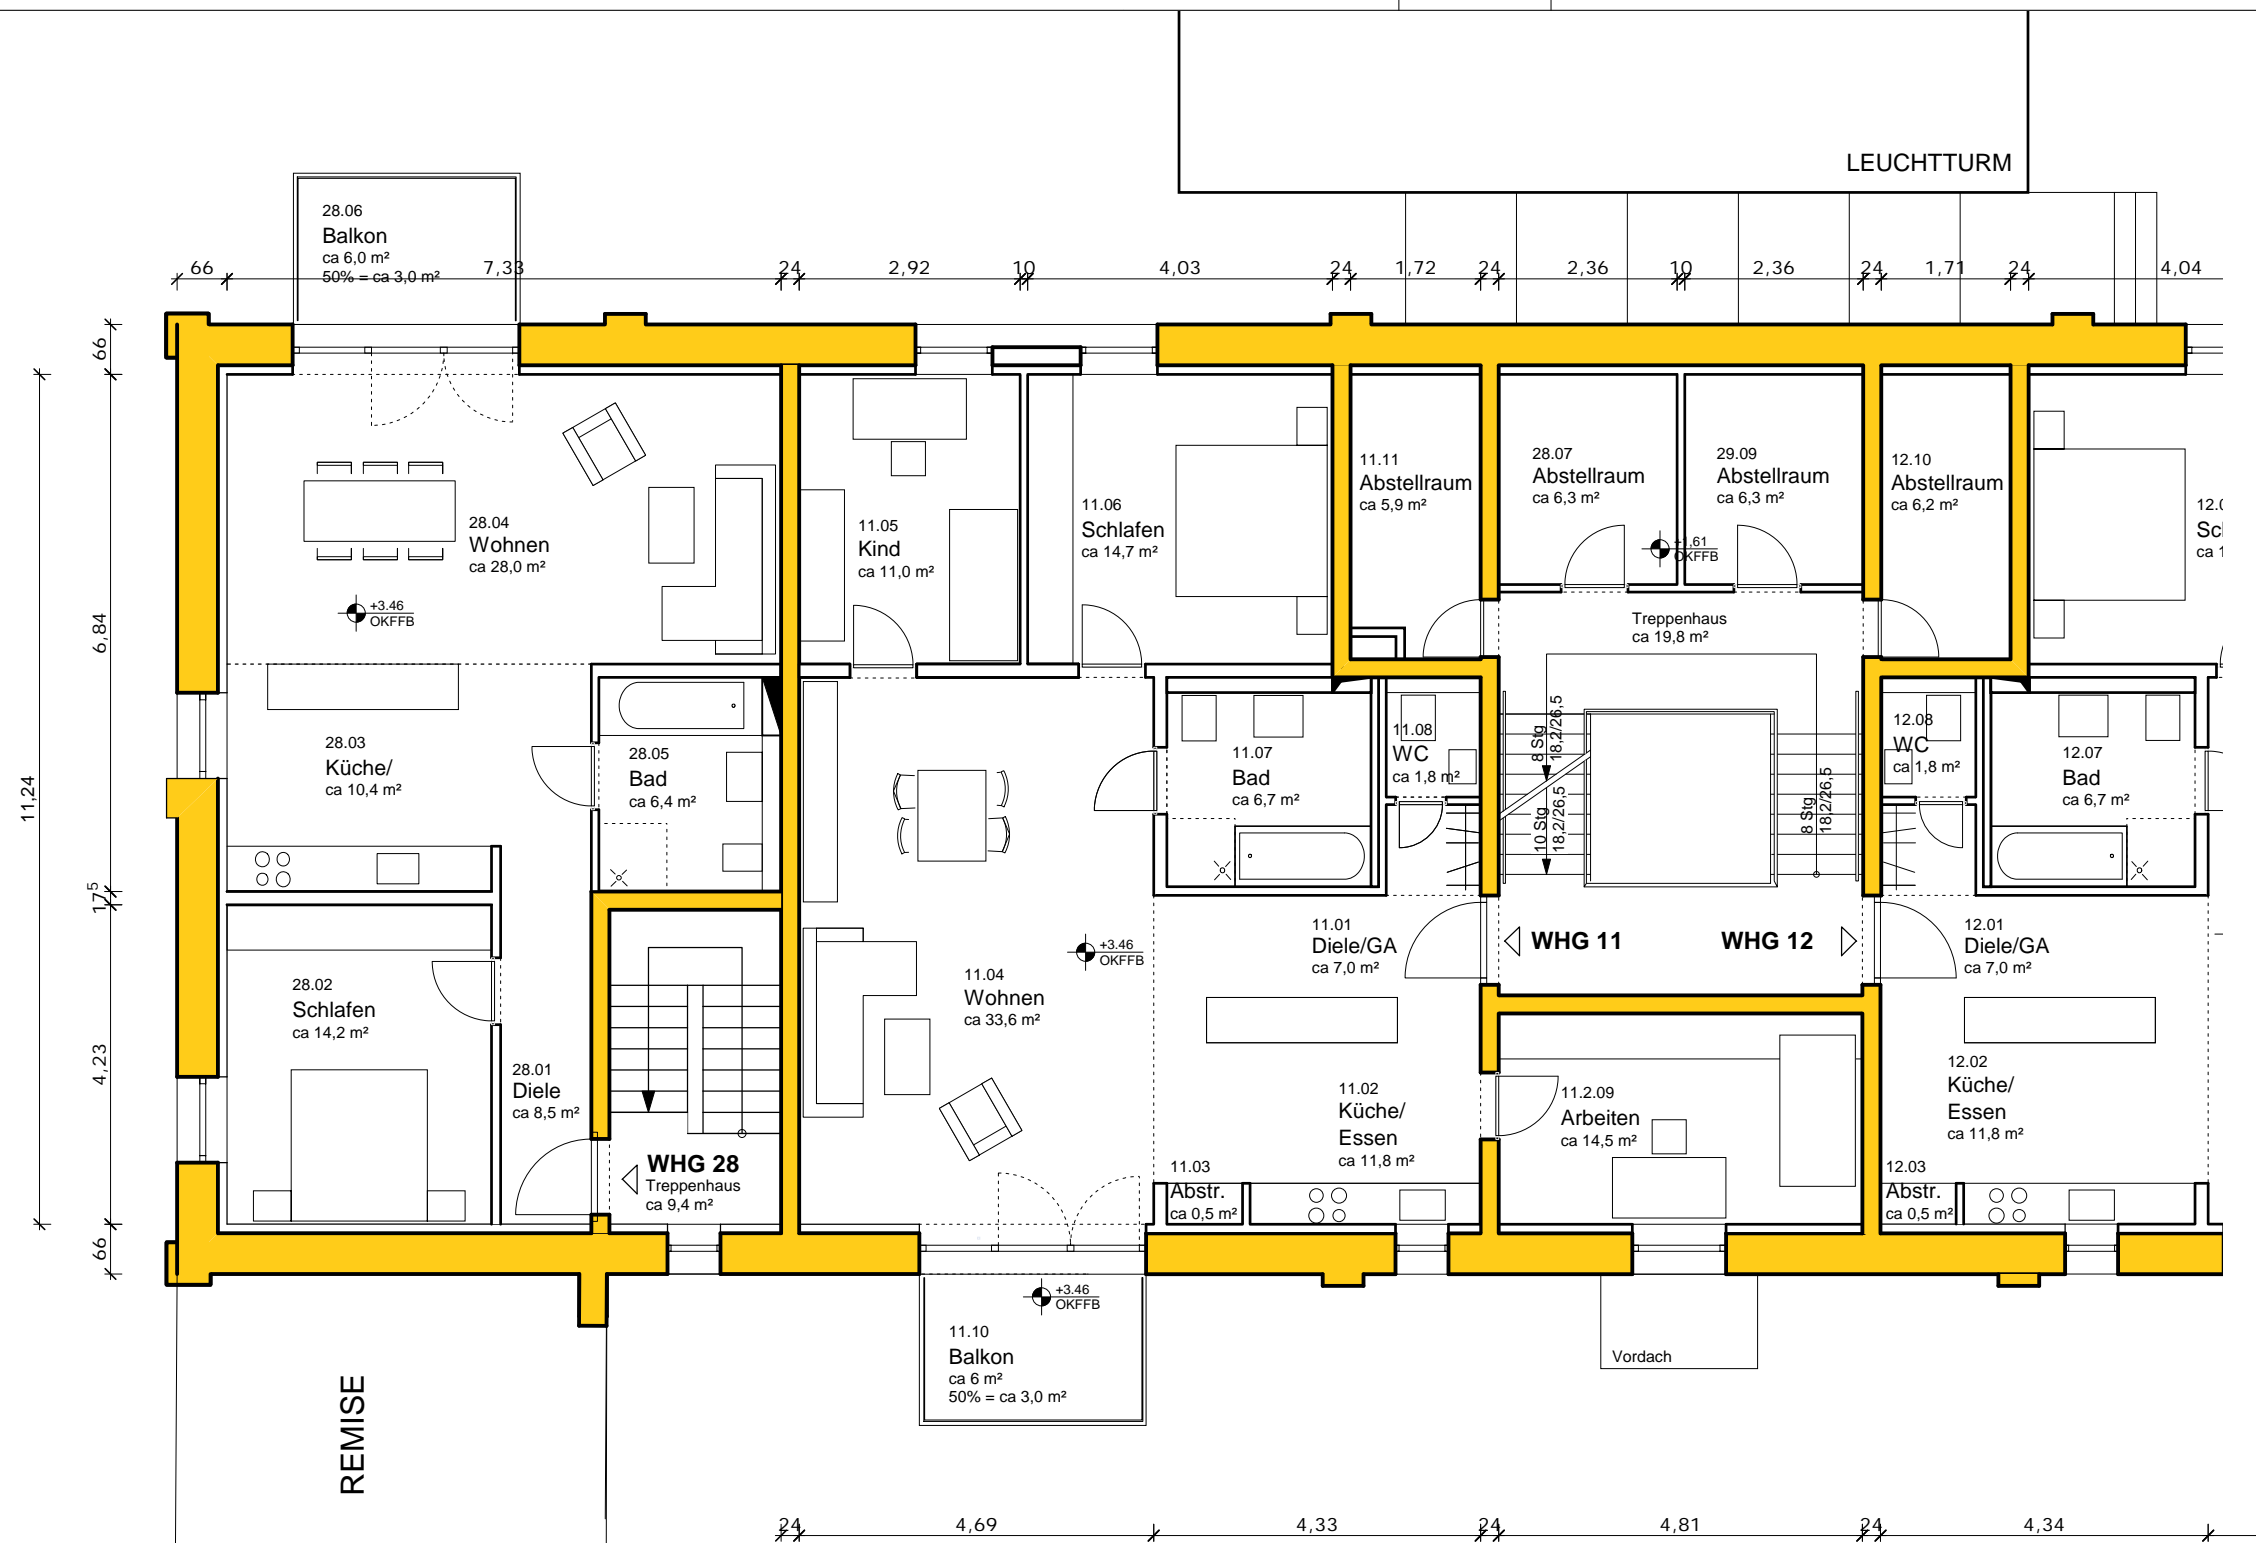 LEUCHTTURM
28.06
Balkon
ca 6,0 m²
50% = ca 3,0 m²
66
7,33
24
2,92
10
4,03
24
1,72
24
2,36
10
2,36
24
1,71
24
4,04
66
11,24
6,84
17⁵
4,23
66
28.04
Wohnen
ca 28,0 m²
+3.46
OKFFB
11.05
Kind
ca 11,0 m²
11.06
Schlafen
ca 14,7 m²
11.11
Abstellraum
ca 5,9 m²
28.07
Abstellraum
ca 6,3 m²
29.09
Abstellraum
ca 6,3 m²
12.10
Abstellraum
ca 6,2 m²
+1,61
OKFFB
Treppenhaus
ca 19,8 m²
28.03
Küche/
ca 10,4 m²
28.05
Bad
ca 6,4 m²
11.07
Bad
ca 6,7 m²
11.08
WC
ca 1,8 m²
8 Stg
18,2/26,5
10 Stg
18,2/26,5
8 Stg
18,2/26,5
12.08
WC
ca 1,8 m²
12.07
Bad
ca 6,7 m²
28.02
Schlafen
ca 14,2 m²
28.01
Diele
ca 8,5 m²
WHG 28
Treppenhaus
ca 9,4 m²
11.04
Wohnen
ca 33,6 m²
+3.46
OKFFB
11.01
Diele/GA
ca 7,0 m²
WHG 11
WHG 12
12.01
Diele/GA
ca 7,0 m²
11.02
Küche/
Essen
ca 11,8 m²
11.03
Abstr.
ca 0,5 m²
11.2.09
Arbeiten
ca 14,5 m²
12.02
Küche/
Essen
ca 11,8 m²
12.03
Abstr.
ca 0,5 m²
+3.46
OKFFB
11.10
Balkon
ca 6 m²
50% = ca 3,0 m²
Vordach
REMISE
24
4,69
4,33
24
4,81
24
4,34